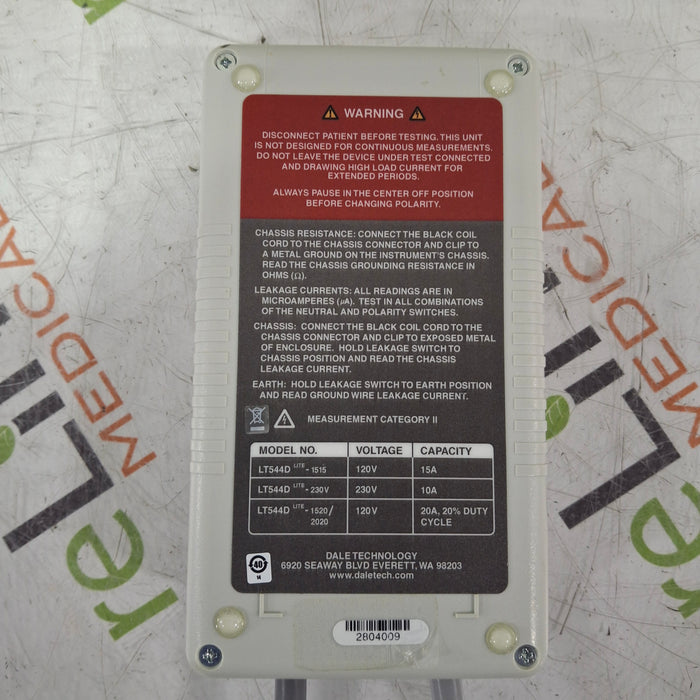 WARNING
DISCONNECT PATIENT BEFORE TESTING. THIS UNIT
IS NOT DESIGNED FOR CONTINUOUS MEASUREMENTS.
DO NOT LEAVE THE DEVICE UNDER TEST CONNECTED
AND DRAWING HIGH LOAD CURRENT FOR
EXTENDED PERIODS.
ALWAYS PAUSE IN THE CENTER OFF POSITION
BEFORE CHANGING POLARITY.
CHASSIS RESISTANCE: CONNECT THE BLACK COIL
CORD TO THE CHASSIS CONNECTOR AND CLIP TO
A METAL GROUND ON THE INSTRUMENT'S CHASSIS.
READ THE CHASSIS GROUNDING RESISTANCE IN
OHMS (Ω).
LEAKAGE CURRENTS: ALL READINGS ARE IN
MICROAMPERES (µA). TEST IN ALL COMBINATIONS
OF THE NEUTRAL AND POLARITY SWITCHES.
CHASSIS: CONNECT THE BLACK COIL CORD TO THE
CHASSIS CONNECTOR AND CLIP TO EXPOSED METAL
OF ENCLOSURE. HOLD LEAKAGE SWITCH TO
CHASSIS POSITION AND READ THE CHASSIS
LEAKAGE CURRENT.
EARTH: HOLD LEAKAGE SWITCH TO EARTH POSITION
AND READ GROUND WIRE LEAKAGE CURRENT.
MEASUREMENT CATEGORY II
MODEL NO. VOLTAGE CAPACITY
LT544D LITE - 1515 120V 15A
LT544D LITE - 230V 230V 10A
LT544D LITE - 1520/ 120V 20A, 20% DUTY
2020 CYCLE
DALE TECHNOLOGY
6920 SEAWAY BLVD EVERETT, WA 98203
www.daletech.com
40
14
2804009
reLink
MEDICAL
reLink
MEDICAL